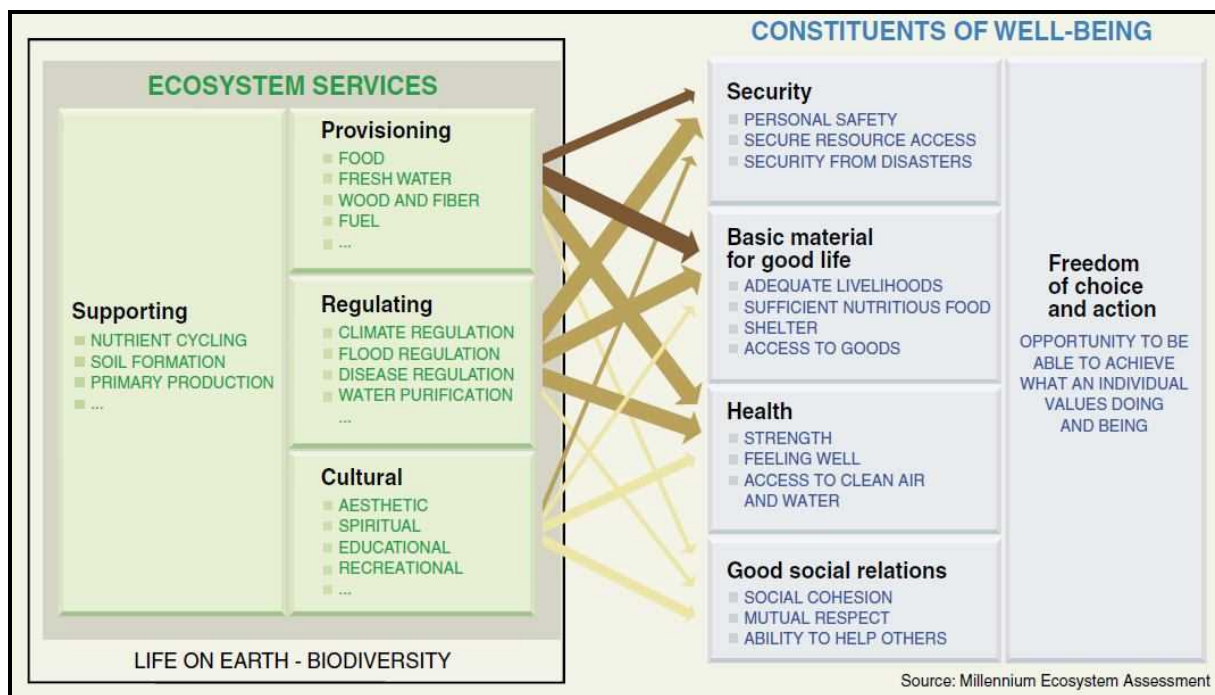 ECOSYSTEM SERVICES
Supporting
NUTRIENT CYCLING
SOIL FORMATION
PRIMARY PRODUCTION
...
Provisioning
FOOD
FRESH WATER
WOOD AND FIBER
FUEL
...
Regulating
CLIMATE REGULATION
FLOOD REGULATION
DISEASE REGULATION
WATER PURIFICATION
...
Cultural
AESTHETIC
SPIRITUAL
EDUCATIONAL
RECREATIONAL
...
LIFE ON EARTH - BIODIVERSITY
CONSTITUENTS OF WELL-BEING
Security
PERSONAL SAFETY
SECURE RESOURCE ACCESS
SECURITY FROM DISASTERS
Basic material
for good life
ADEQUATE LIVELIHOODS
SUFFICIENT NUTRITIOUS FOOD
SHELTER
ACCESS TO GOODS
Health
STRENGTH
FEELING WELL
ACCESS TO CLEAN AIR
AND WATER
Good social relations
SOCIAL COHESION
MUTUAL RESPECT
ABILITY TO HELP OTHERS
Freedom
of choice
and action
OPPORTUNITY TO BE
ABLE TO ACHIEVE
WHAT AN INDIVIDUAL
VALUES DOING
AND BEING
Source: Millennium Ecosystem Assessment